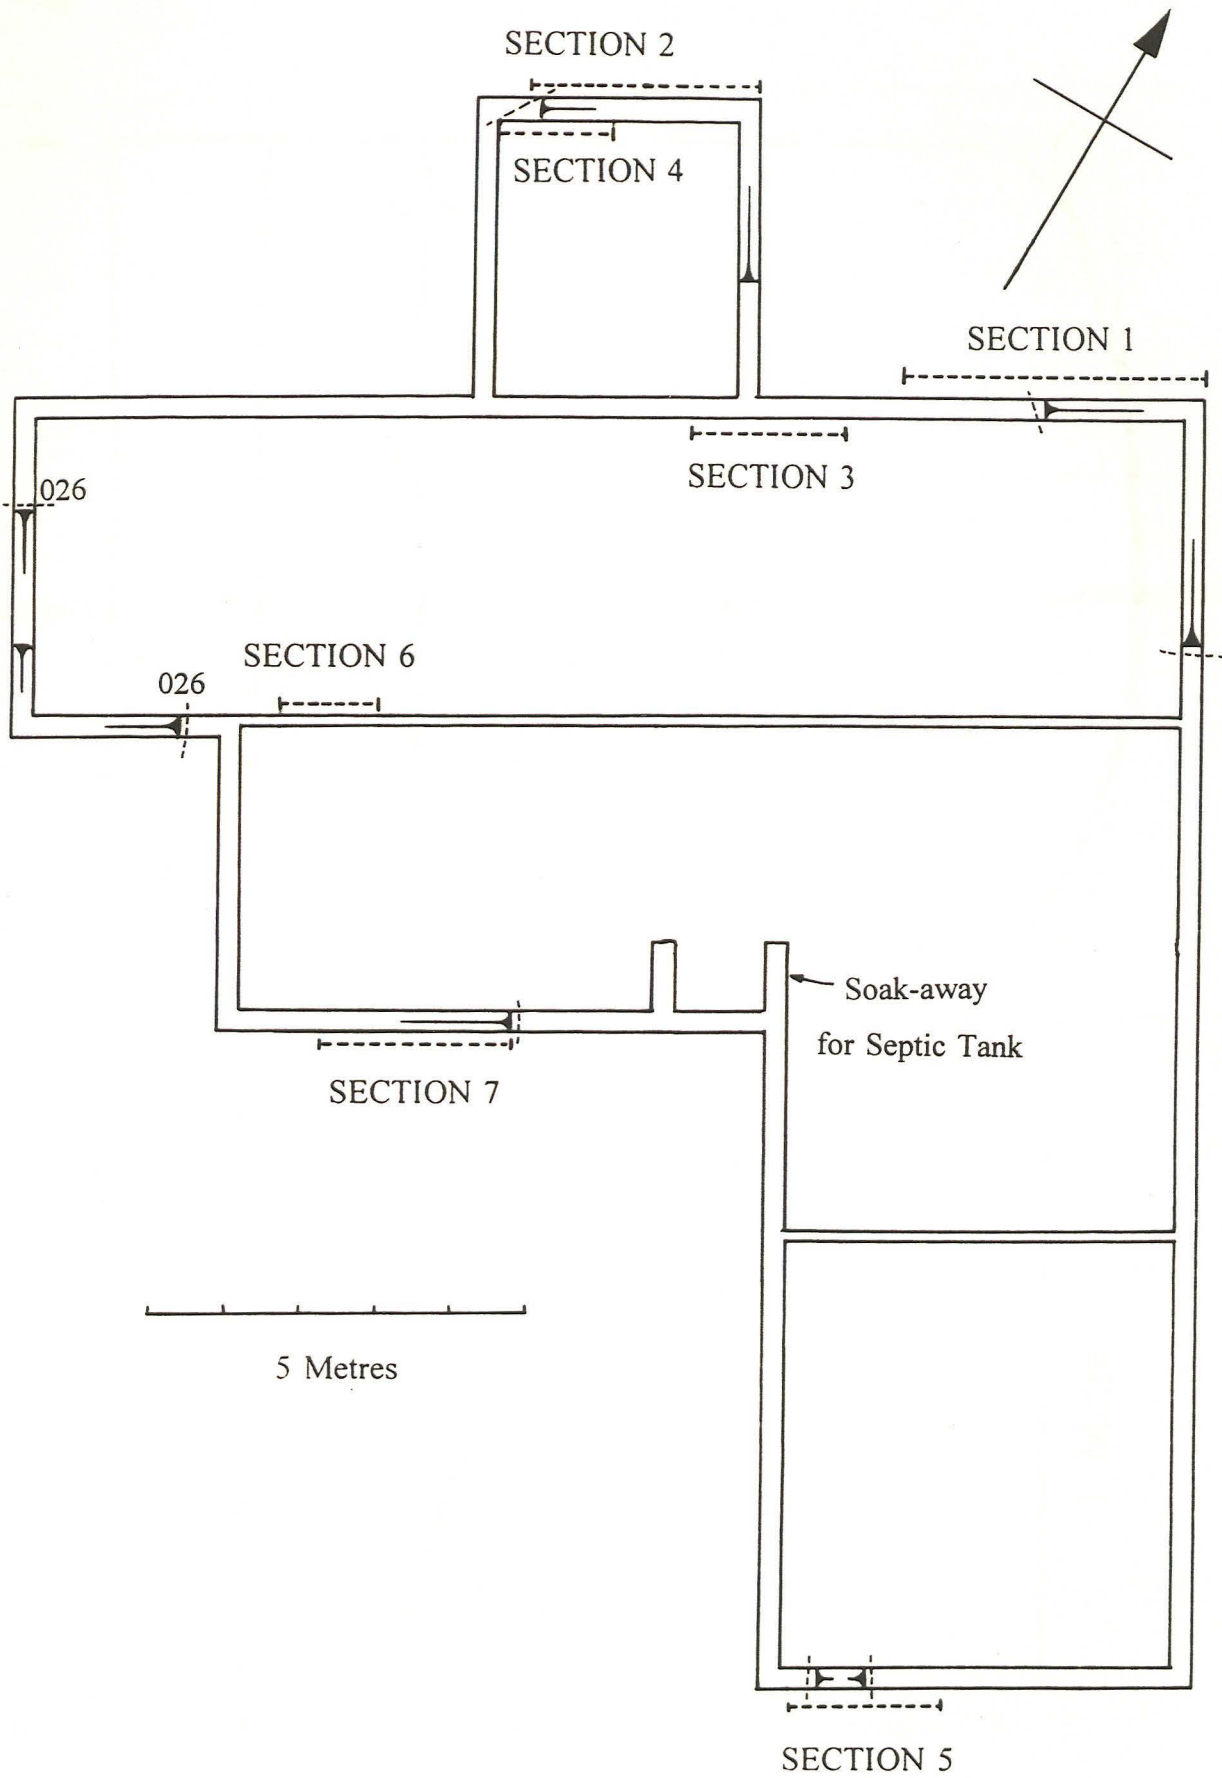 SECTION 2
SECTION 4
SECTION 1
SECTION 3
026
SECTION 6
026
Soak-away
for Septic Tank
SECTION 7
5 Metres
SECTION 5